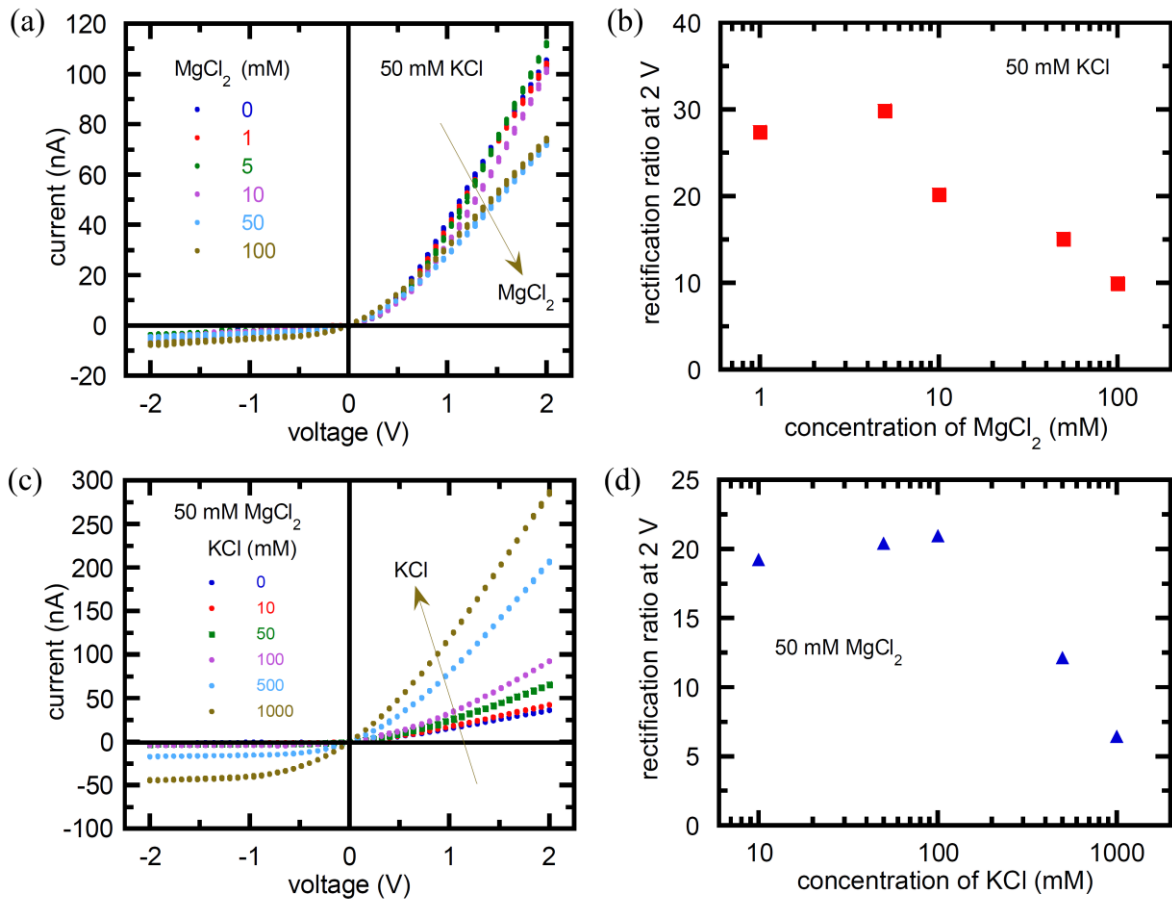 (a)
120
100
80
60
40
20
0
-20
current (nA)
MgCl₂ (mM)
0
1
5
10
50
100
50 mM KCl
MgCl₂
-2 -1 0 1 2
voltage (V)
(b)
40
30
20
10
0
rectification ratio at 2 V
50 mM KCl
1 10 100
concentration of MgCl₂ (mM)
(c)
300
250
200
150
100
50
0
-50
-100
current (nA)
50 mM MgCl₂
KCl (mM)
0
10
50
100
500
1000
KCl
-2 -1 0 1 2
voltage (V)
(d)
25
20
15
10
5
0
rectification ratio at 2 V
50 mM MgCl₂
10 100 1000
concentration of KCl (mM)